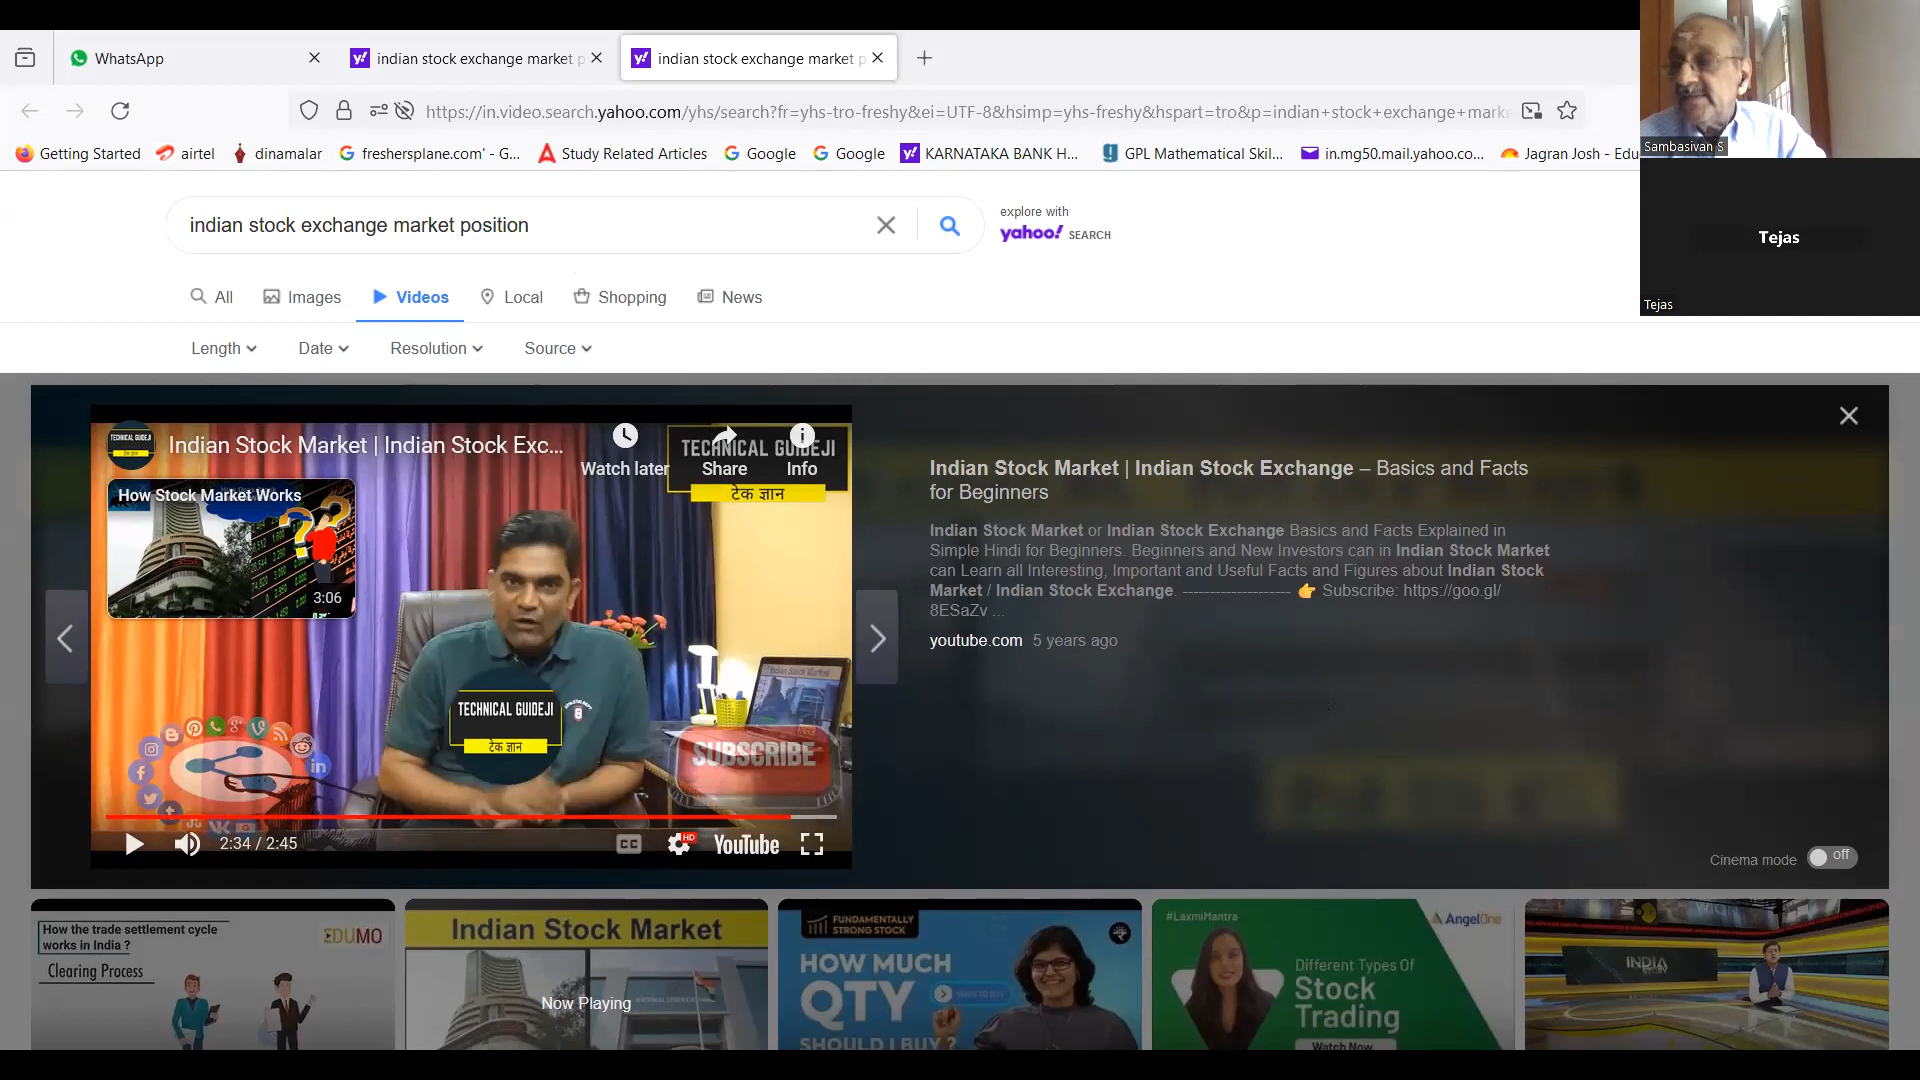 WhatsApp
indian stock exchange market p
indian stock exchange market p
https://in.video.search.yahoo.com/yhs/search?fr=yhs-tro-freshy&ei=UTF-8&hsimp=yhs-freshy&hspart=tro&p=indian+stock+exchange+marke
Getting Started
airtel
dinamalar
freshersplane.com' - G...
Study Related Articles
Google
Google
KARNATAKA BANK H...
GPL Mathematical Skil...
in.mg50.mail.yahoo.co...
Jagran Josh - Edu
Sambasivan S
Tejas
Tejas
indian stock exchange market position
explore with
yahoo! SEARCH
All
Images
Videos
Local
Shopping
News
Length
Date
Resolution
Source
TECHNICAL GUIDEJI
Indian Stock Market | Indian Stock Exc...
Watch later
Share
Info
TECHNICAL GUIDEJI
टेक ज्ञान
How Stock Market Works
3:06
TECHNICAL GUIDEJI
टेक ज्ञान
SUBSCRIBE
2:34 / 2:45
CC
HD
YouTube
Indian Stock Market | Indian Stock Exchange – Basics and Facts
for Beginners
Indian Stock Market or Indian Stock Exchange Basics and Facts Explained in
Simple Hindi for Beginners. Beginners and New Investors can in Indian Stock Market
can Learn all Interesting, Important and Useful Facts and Figures about Indian Stock
Market / Indian Stock Exchange. -------------------- 👉 Subscribe: https://goo.gl/
8ESaZv ...
youtube.com 5 years ago
Cinema mode
off
How the trade settlement cycle
works in India ?
EDUMO
Clearing Process
Indian Stock Market
Now Playing
FUNDAMENTALLY
STRONG STOCK
HOW MUCH
QTY
SHOULD I BUY ?
#LaxmiMantra
AngelOne
Different Types Of
Stock
Trading
Watch Now
INDIA
STORY